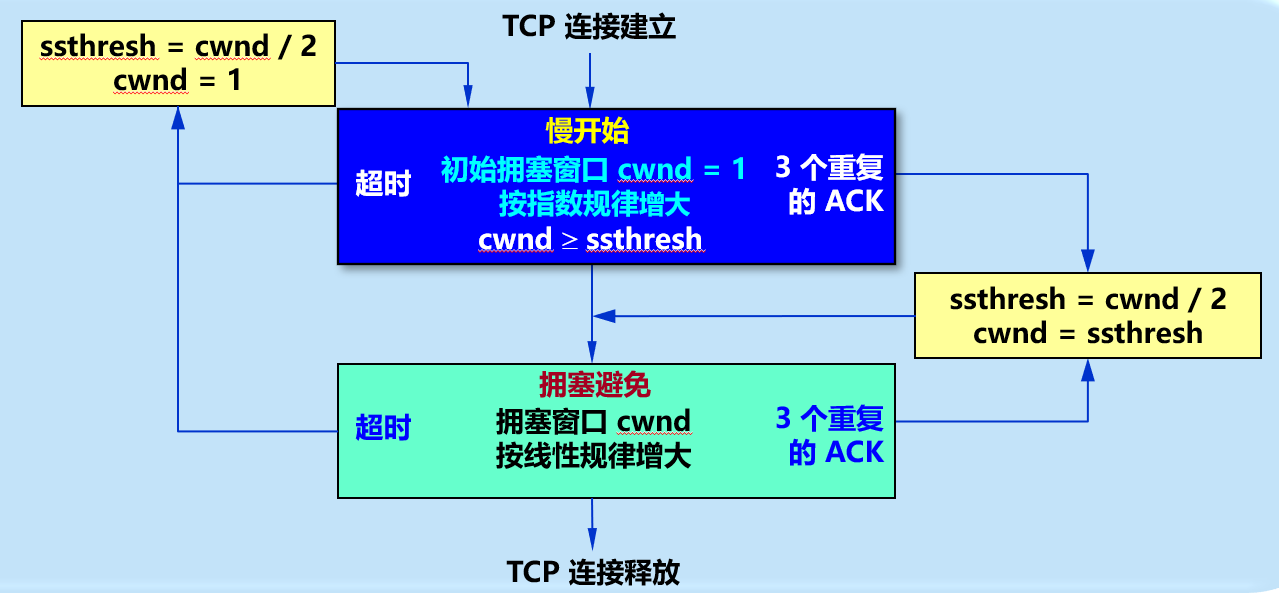 TCP 连接建立
ssthresh = cwnd / 2
cwnd = 1
慢开始
超时
初始拥塞窗口 cwnd = 1
按指数规律增大
cwnd ≥ ssthresh
3 个重复
的 ACK
ssthresh = cwnd / 2
cwnd = ssthresh
拥塞避免
超时
拥塞窗口 cwnd
按线性规律增大
3 个重复
的 ACK
TCP 连接释放